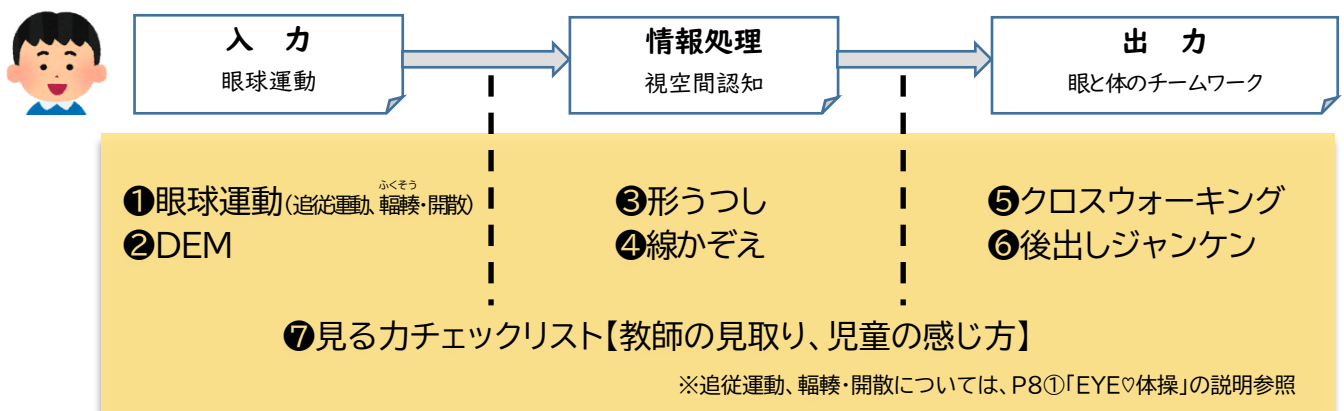 入 力
眼球運動
情報処理
視空間認知
出 力
眼と体のチームワーク
❶眼球運動(追従運動、輻輳・開散)
ふくそう
❷DEM
❸形うつし
❹線かぞえ
❺クロスウォーキング
❻後出しジャンケン
❼見る力チェックリスト【教師の見取り、児童の感じ方】
※追従運動、輻輳・開散については、P8①「EYE♡体操」の説明参照